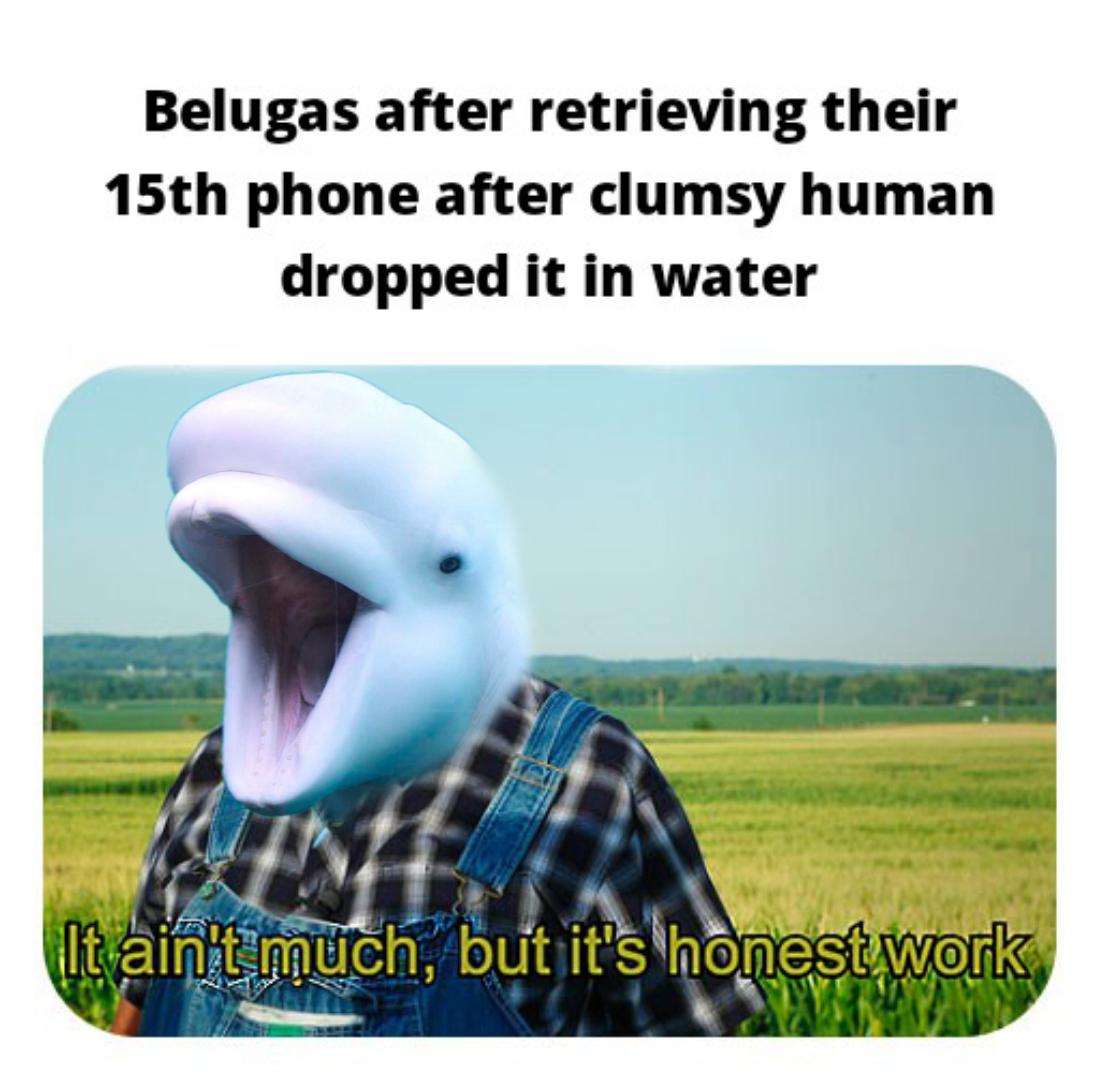 Belugas after retrieving their
15th phone after clumsy human
dropped it in water
It ain't much, but it's honest work